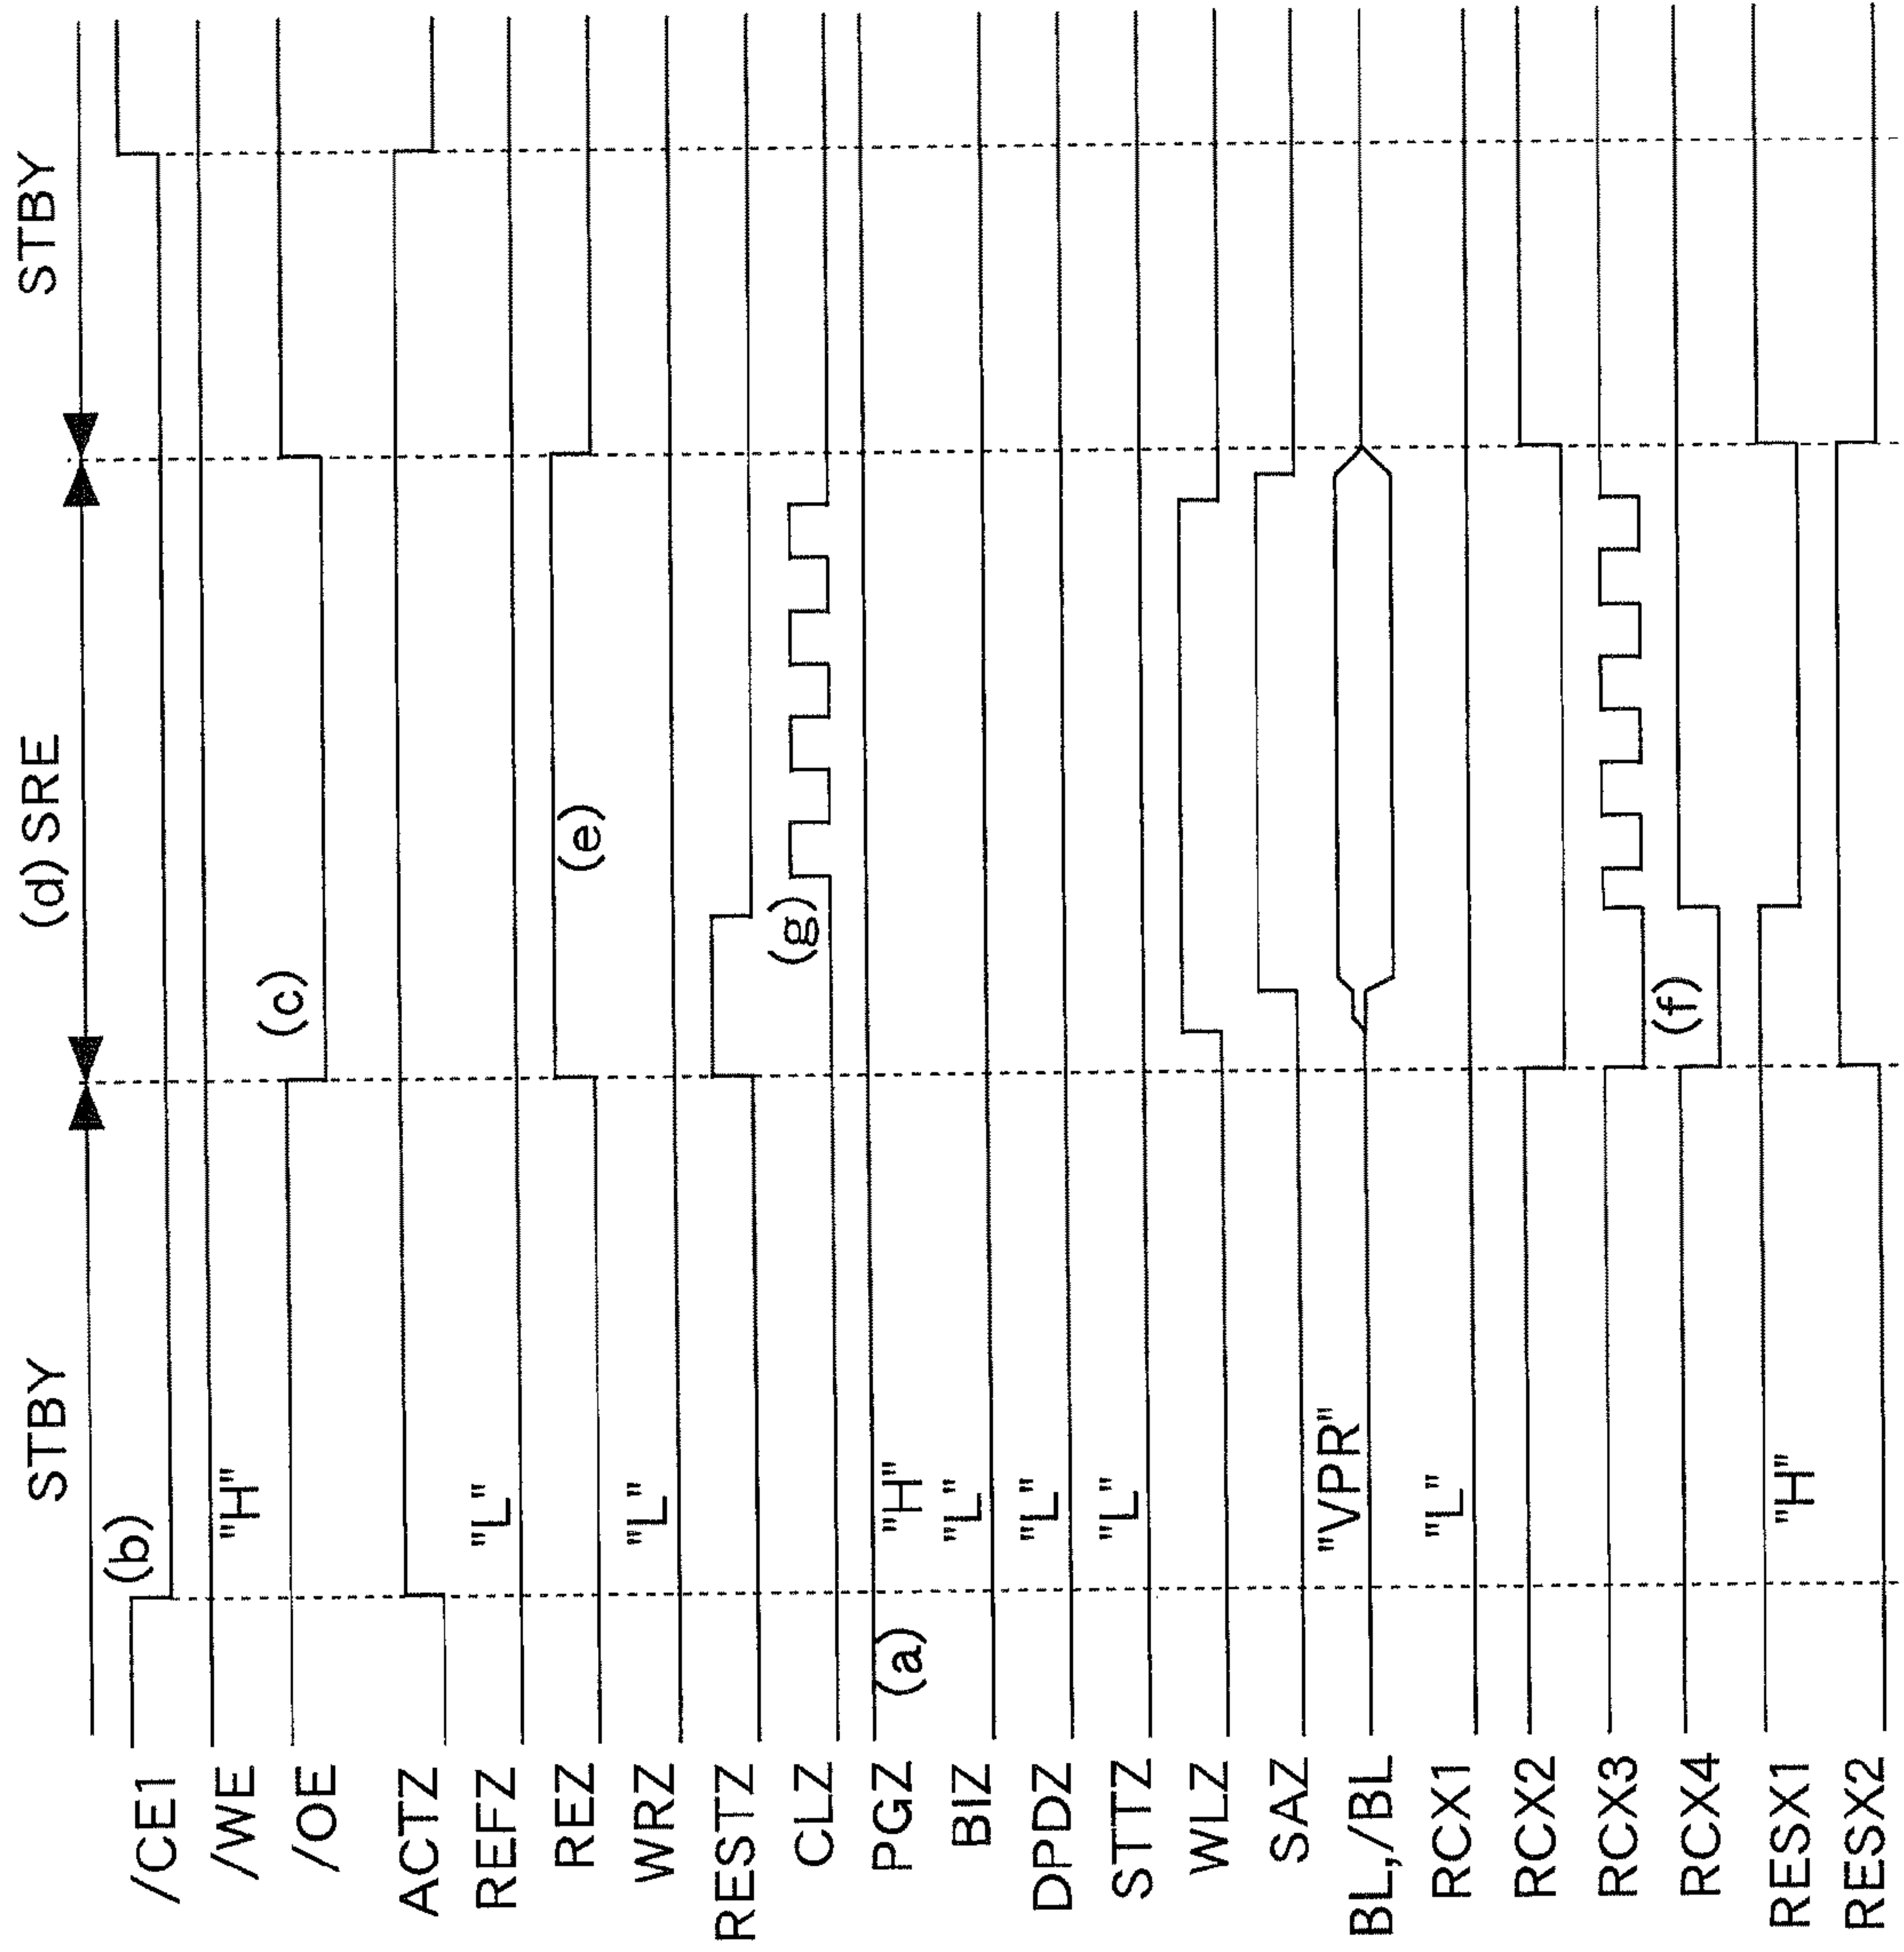 STBY (d) SRE STBY
/CE1 (b)
/WE "H"
/OE (c)
ACTZ
REFZ "L"
REZ (e)
WRZ "L"
RESTZ
CLZ (g)
PGZ (a) "H"
BIZ "L"
DPDZ "L"
STTZ "L"
WLZ
SAZ
BL,/BL "VPR"
RCX1 "L"
RCX2
RCX3
RCX4 (f)
RESX1 "H"
RESX2